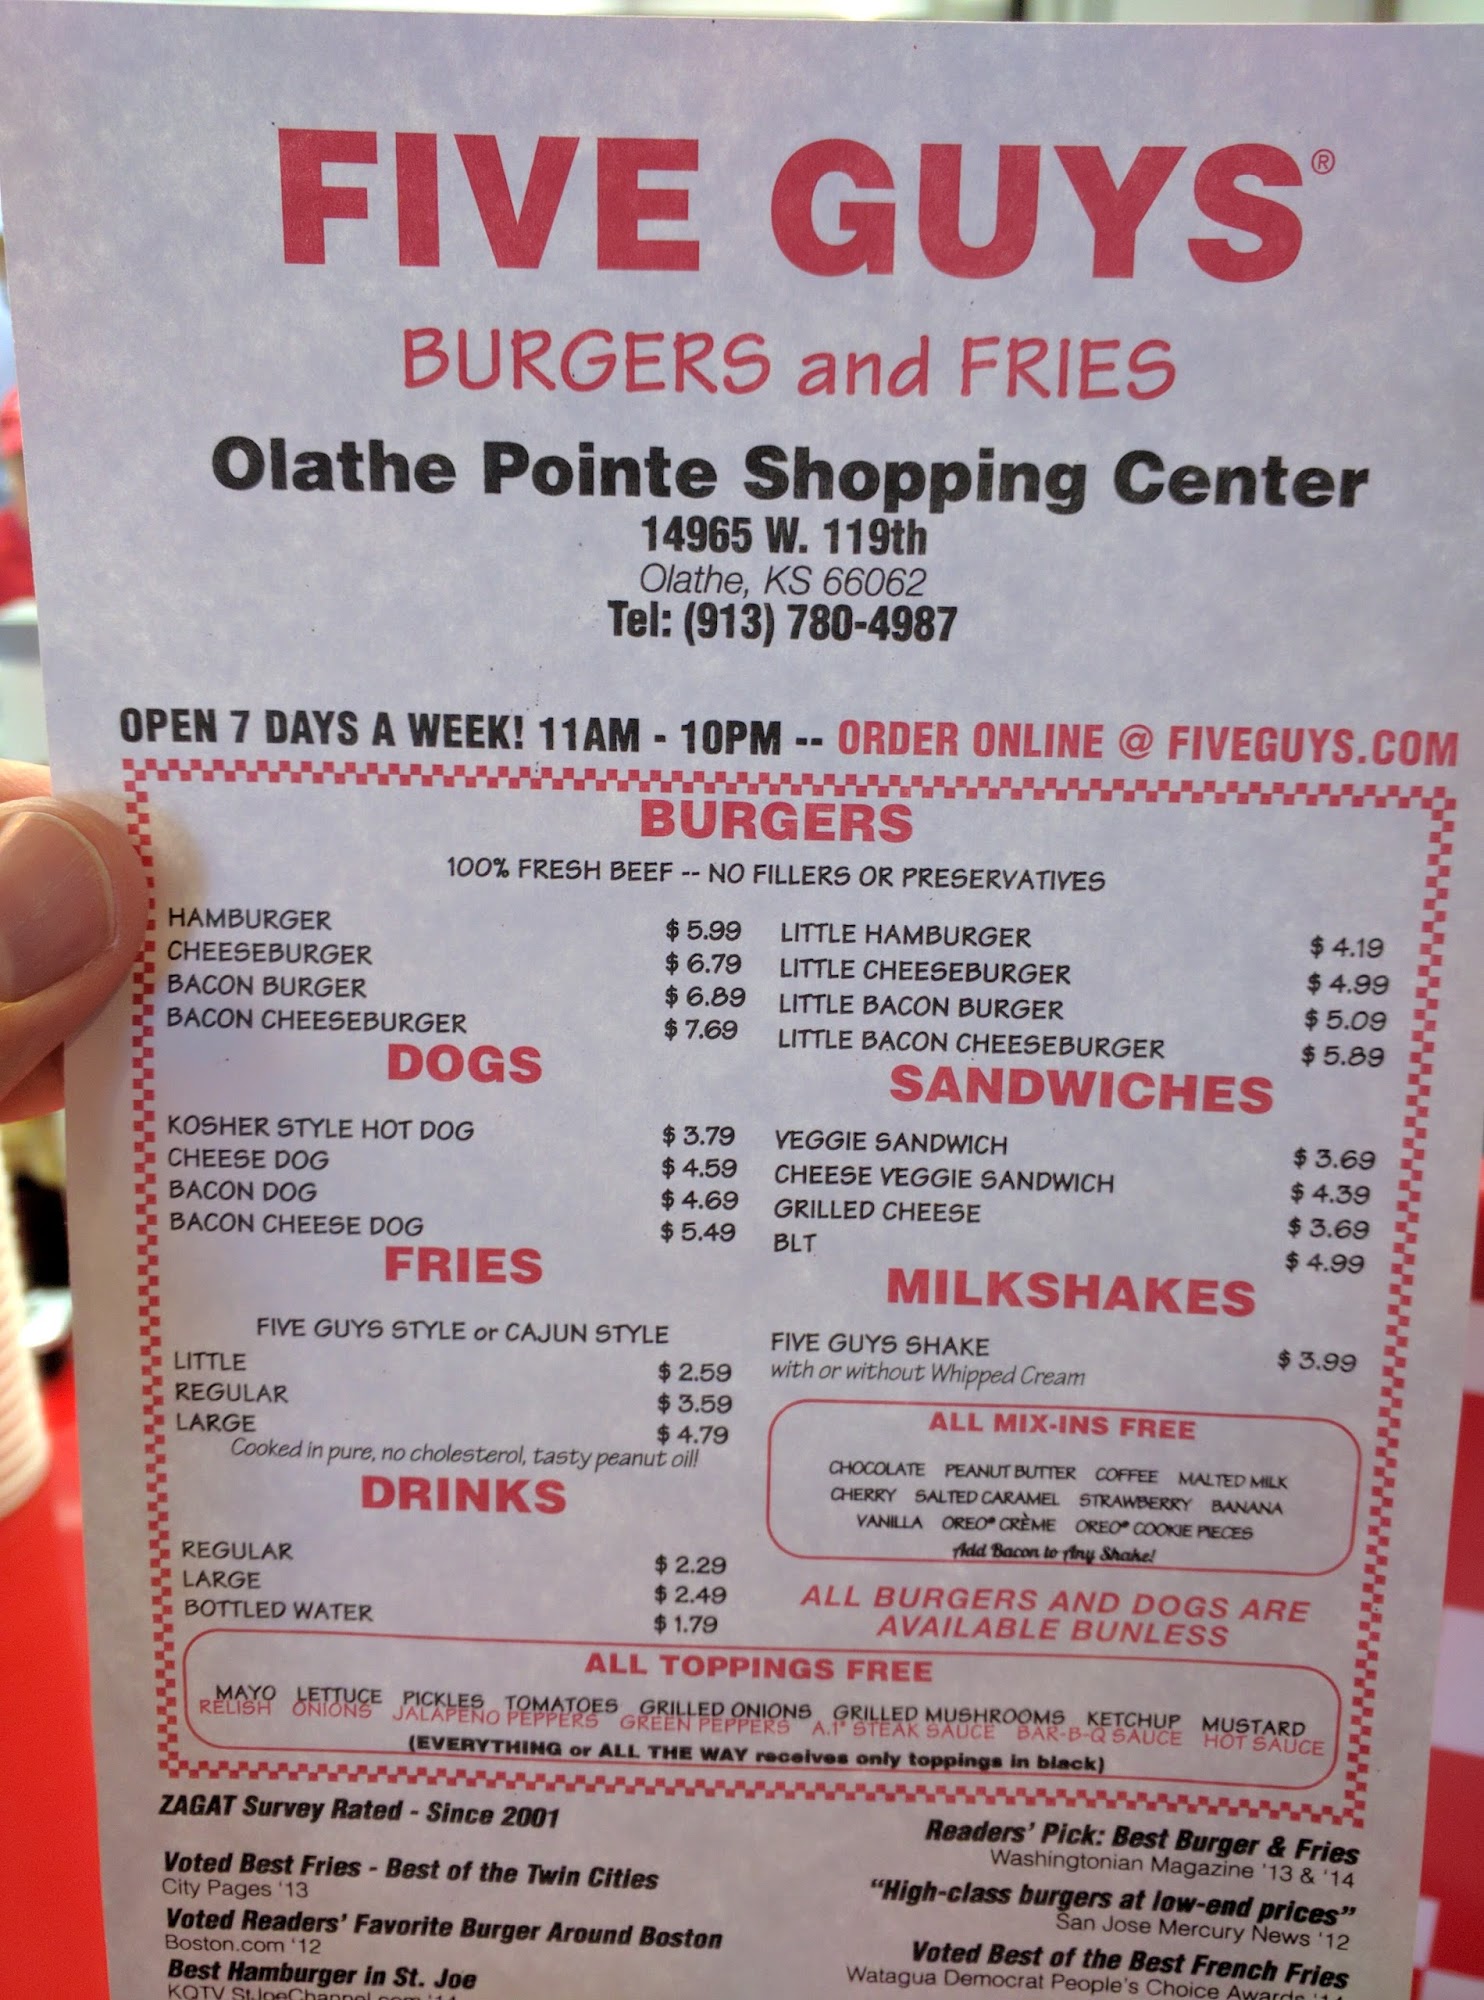 FIVE GUYS®
BURGERS and FRIES
Olathe Pointe Shopping Center
14965 W. 119th
Olathe, KS 66062
Tel: (913) 780-4987
OPEN 7 DAYS A WEEK! 11AM - 10PM -- ORDER ONLINE @ FIVEGUYS.COM
BURGERS
100% FRESH BEEF -- NO FILLERS OR PRESERVATIVES
HAMBURGER $ 5.99
CHEESEBURGER $ 6.79
BACON BURGER $ 6.89
BACON CHEESEBURGER $ 7.69
LITTLE HAMBURGER $ 4.19
LITTLE CHEESEBURGER $ 4.99
LITTLE BACON BURGER $ 5.09
LITTLE BACON CHEESEBURGER $ 5.89
DOGS
KOSHER STYLE HOT DOG $ 3.79
CHEESE DOG $ 4.59
BACON DOG $ 4.69
BACON CHEESE DOG $ 5.49
SANDWICHES
VEGGIE SANDWICH $ 3.69
CHEESE VEGGIE SANDWICH $ 4.39
GRILLED CHEESE $ 3.69
BLT $ 4.99
FRIES
FIVE GUYS STYLE or CAJUN STYLE
LITTLE $ 2.59
REGULAR $ 3.59
LARGE $ 4.79
Cooked in pure, no cholesterol, tasty peanut oil!
MILKSHAKES
FIVE GUYS SHAKE $ 3.99
with or without Whipped Cream
ALL MIX-INS FREE
CHOCOLATE PEANUT BUTTER COFFEE MALTED MILK
CHERRY SALTED CARAMEL STRAWBERRY BANANA
VANILLA OREO® CRÈME OREO® COOKIE PIECES
Add Bacon to Any Shake!
DRINKS
REGULAR $ 2.29
LARGE $ 2.49
BOTTLED WATER $ 1.79
ALL BURGERS AND DOGS ARE
AVAILABLE BUNLESS
ALL TOPPINGS FREE
MAYO LETTUCE PICKLES TOMATOES GRILLED ONIONS GRILLED MUSHROOMS KETCHUP MUSTARD
RELISH ONIONS JALAPEÑO PEPPERS GREEN PEPPERS A.1® STEAK SAUCE BAR-B-Q SAUCE HOT SAUCE
(EVERYTHING or ALL THE WAY receives only toppings in black)
ZAGAT Survey Rated - Since 2001
Voted Best Fries - Best of the Twin Cities
City Pages '13
Voted Readers' Favorite Burger Around Boston
Boston.com '12
Best Hamburger in St. Joe
KQTV StJoeChannel.com '14
Readers' Pick: Best Burger & Fries
Washingtonian Magazine '13 & '14
"High-class burgers at low-end prices"
San Jose Mercury News '12
Voted Best of the Best French Fries
Watagua Democrat People's Choice Awards '14